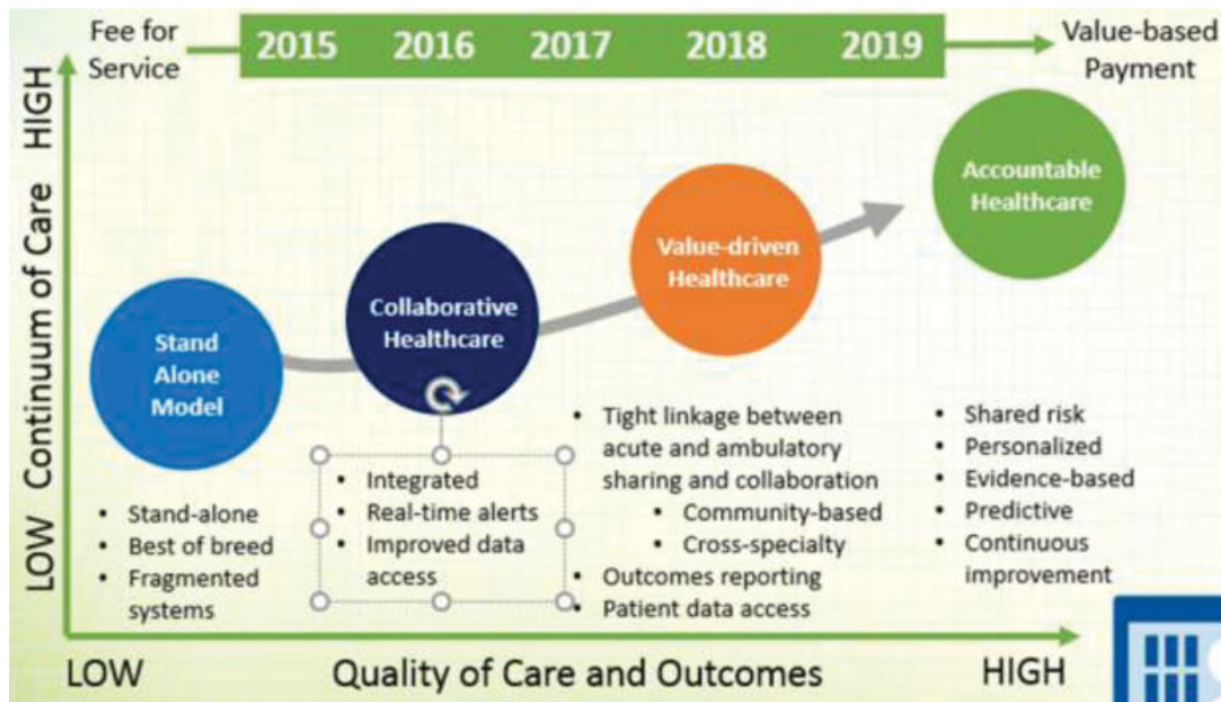 Fee for
Service
2015 2016 2017 2018 2019
Value-based
Payment
LOW Continuum of Care HIGH
Stand
Alone
Model
Collaborative
Healthcare
Value-driven
Healthcare
Accountable
Healthcare
• Stand-alone
• Best of breed
• Fragmented
systems
• Integrated
• Real-time alerts
• Improved data
access
• Tight linkage between
acute and ambulatory
sharing and collaboration
• Community-based
• Cross-specialty
• Outcomes reporting
• Patient data access
• Shared risk
• Personalized
• Evidence-based
• Predictive
• Continuous
improvement
LOW Quality of Care and Outcomes HIGH